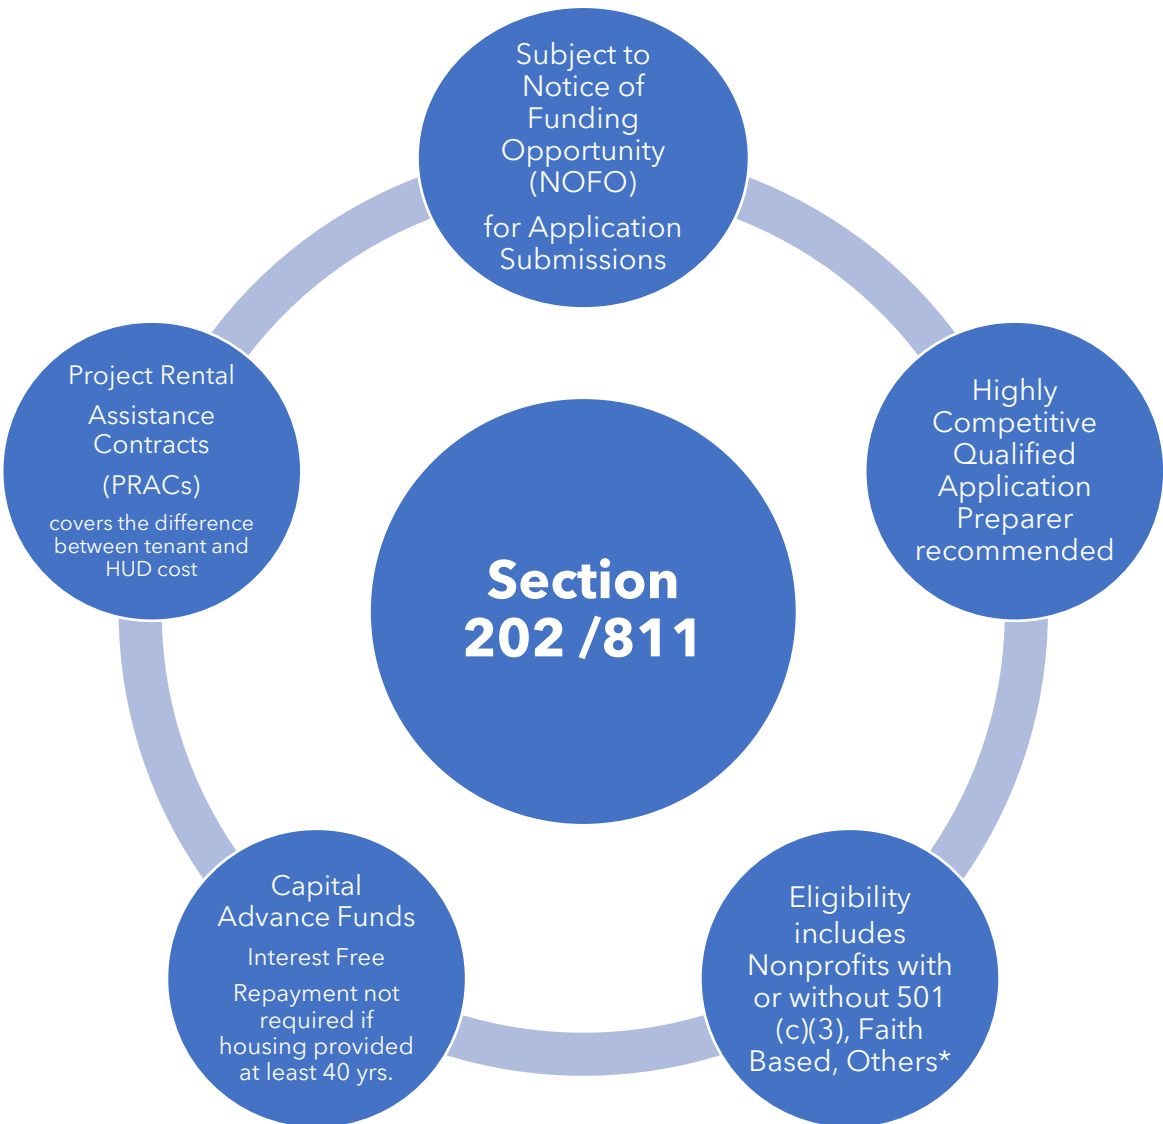 Subject to
Notice of
Funding
Opportunity
(NOFO)
for Application
Submissions
Highly
Competitive
Qualified
Application
Preparer
recommended
Eligibility
includes
Nonprofits with
or without 501
(c)(3), Faith
Based, Others*
Capital
Advance Funds
Interest Free
Repayment not
required if
housing provided
at least 40 yrs.
Project Rental
Assistance
Contracts
(PRACs)
covers the difference
between tenant and
HUD cost
Section
202 /811